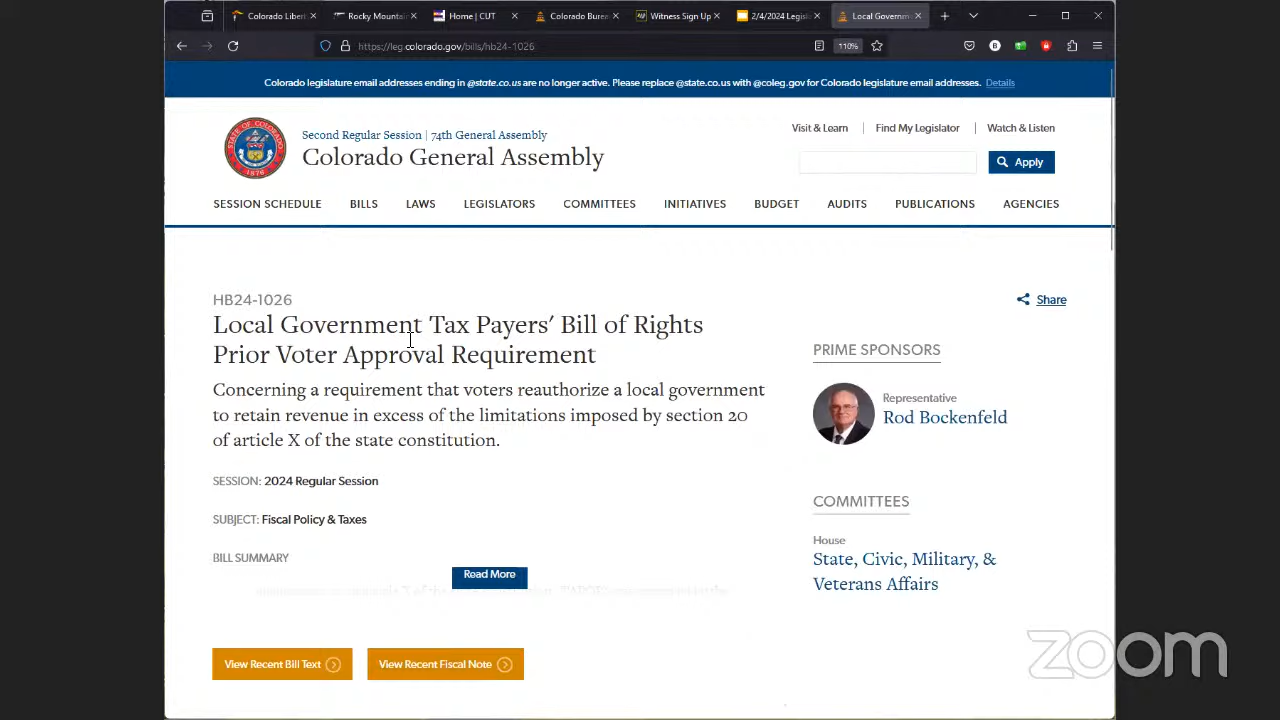 Colorado Libert
Rocky Mountain
Home | CUT
Colorado Burea
Witness Sign Up
2/4/2024 Legisla
Local Governm
https://leg.colorado.gov/bills/hb24-1026
110%
Colorado legislature email addresses ending in @state.co.us are no longer active. Please replace @state.co.us with @coleg.gov for Colorado legislature email addresses. Details
STATE OF COLORADO
1876
Second Regular Session | 74th General Assembly
Colorado General Assembly
Visit & Learn
Find My Legislator
Watch & Listen
Apply
SESSION SCHEDULE BILLS LAWS LEGISLATORS COMMITTEES INITIATIVES BUDGET AUDITS PUBLICATIONS AGENCIES
HB24-1026
Share
Local Government Tax Payers' Bill of Rights
Prior Voter Approval Requirement
Concerning a requirement that voters reauthorize a local government
to retain revenue in excess of the limitations imposed by section 20
of article X of the state constitution.
SESSION: 2024 Regular Session
SUBJECT: Fiscal Policy & Taxes
BILL SUMMARY
Read More
View Recent Bill Text
View Recent Fiscal Note
PRIME SPONSORS
Representative
Rod Bockenfeld
COMMITTEES
House
State, Civic, Military, &
Veterans Affairs
zoom